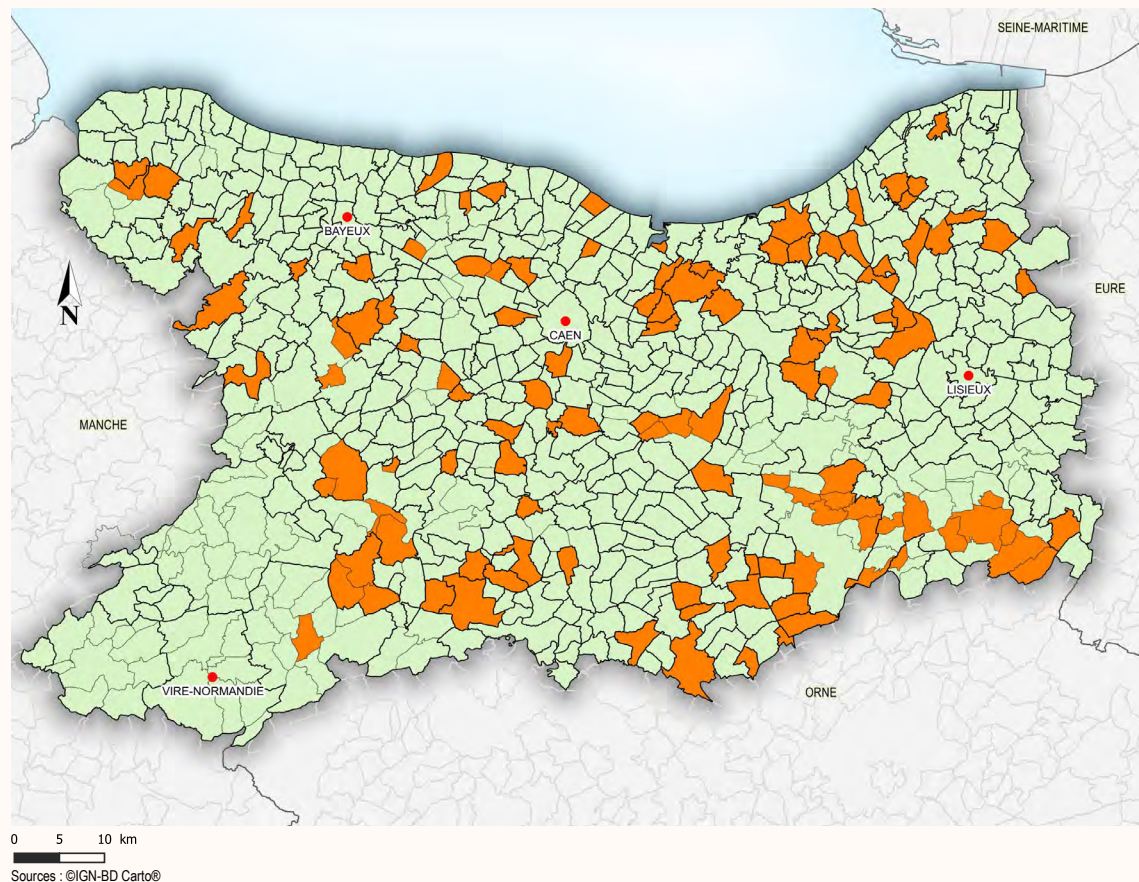 SEINE-MARITIME
BAYEUX
EURE
N
CAEN
LISIEUX
MANCHE
VIRE-NORMANDIE
ORNE
0 5 10 km
Sources : ©IGN-BD Carto®